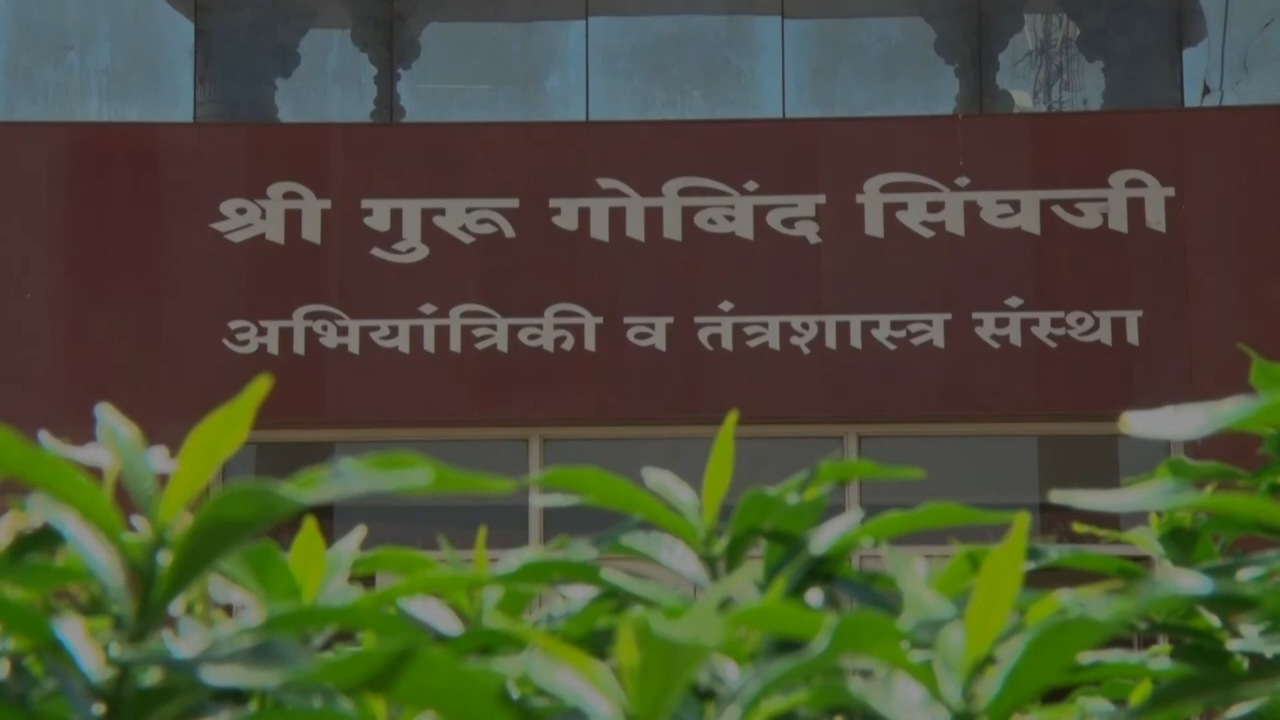 श्री गुरू गोबिंद सिंघजी
अभियांत्रिकी व तंत्रशास्त्र संस्था